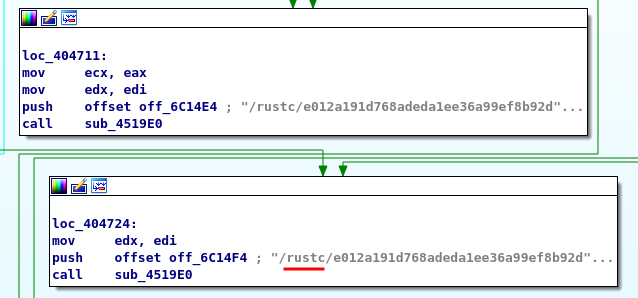 loc_404711:
mov     ecx, eax
mov     edx, edi
push    offset off_6C14E4 ; "/rustc/e012a191d768adeda1ee36a99ef8b92d"...
call    sub_4519E0
loc_404724:
mov     edx, edi
push    offset off_6C14F4 ; "/rustc/e012a191d768adeda1ee36a99ef8b92d"...
call    sub_4519E0